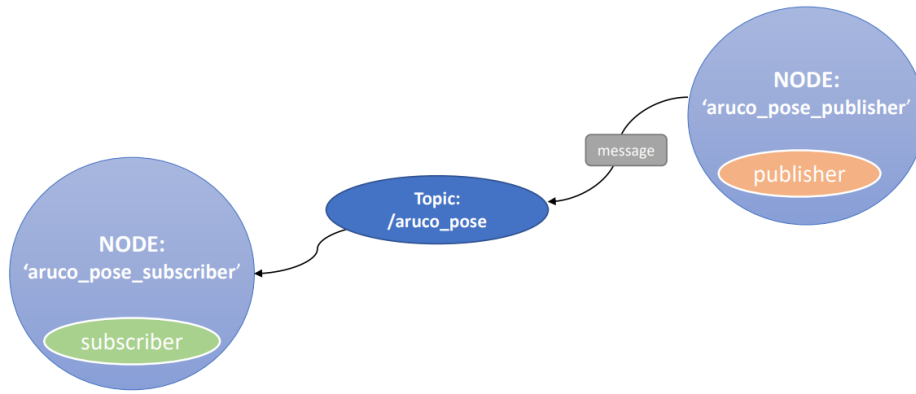 NODE:
'aruco_pose_publisher'
publisher
message
Topic:
/aruco_pose
NODE:
'aruco_pose_subscriber'
subscriber